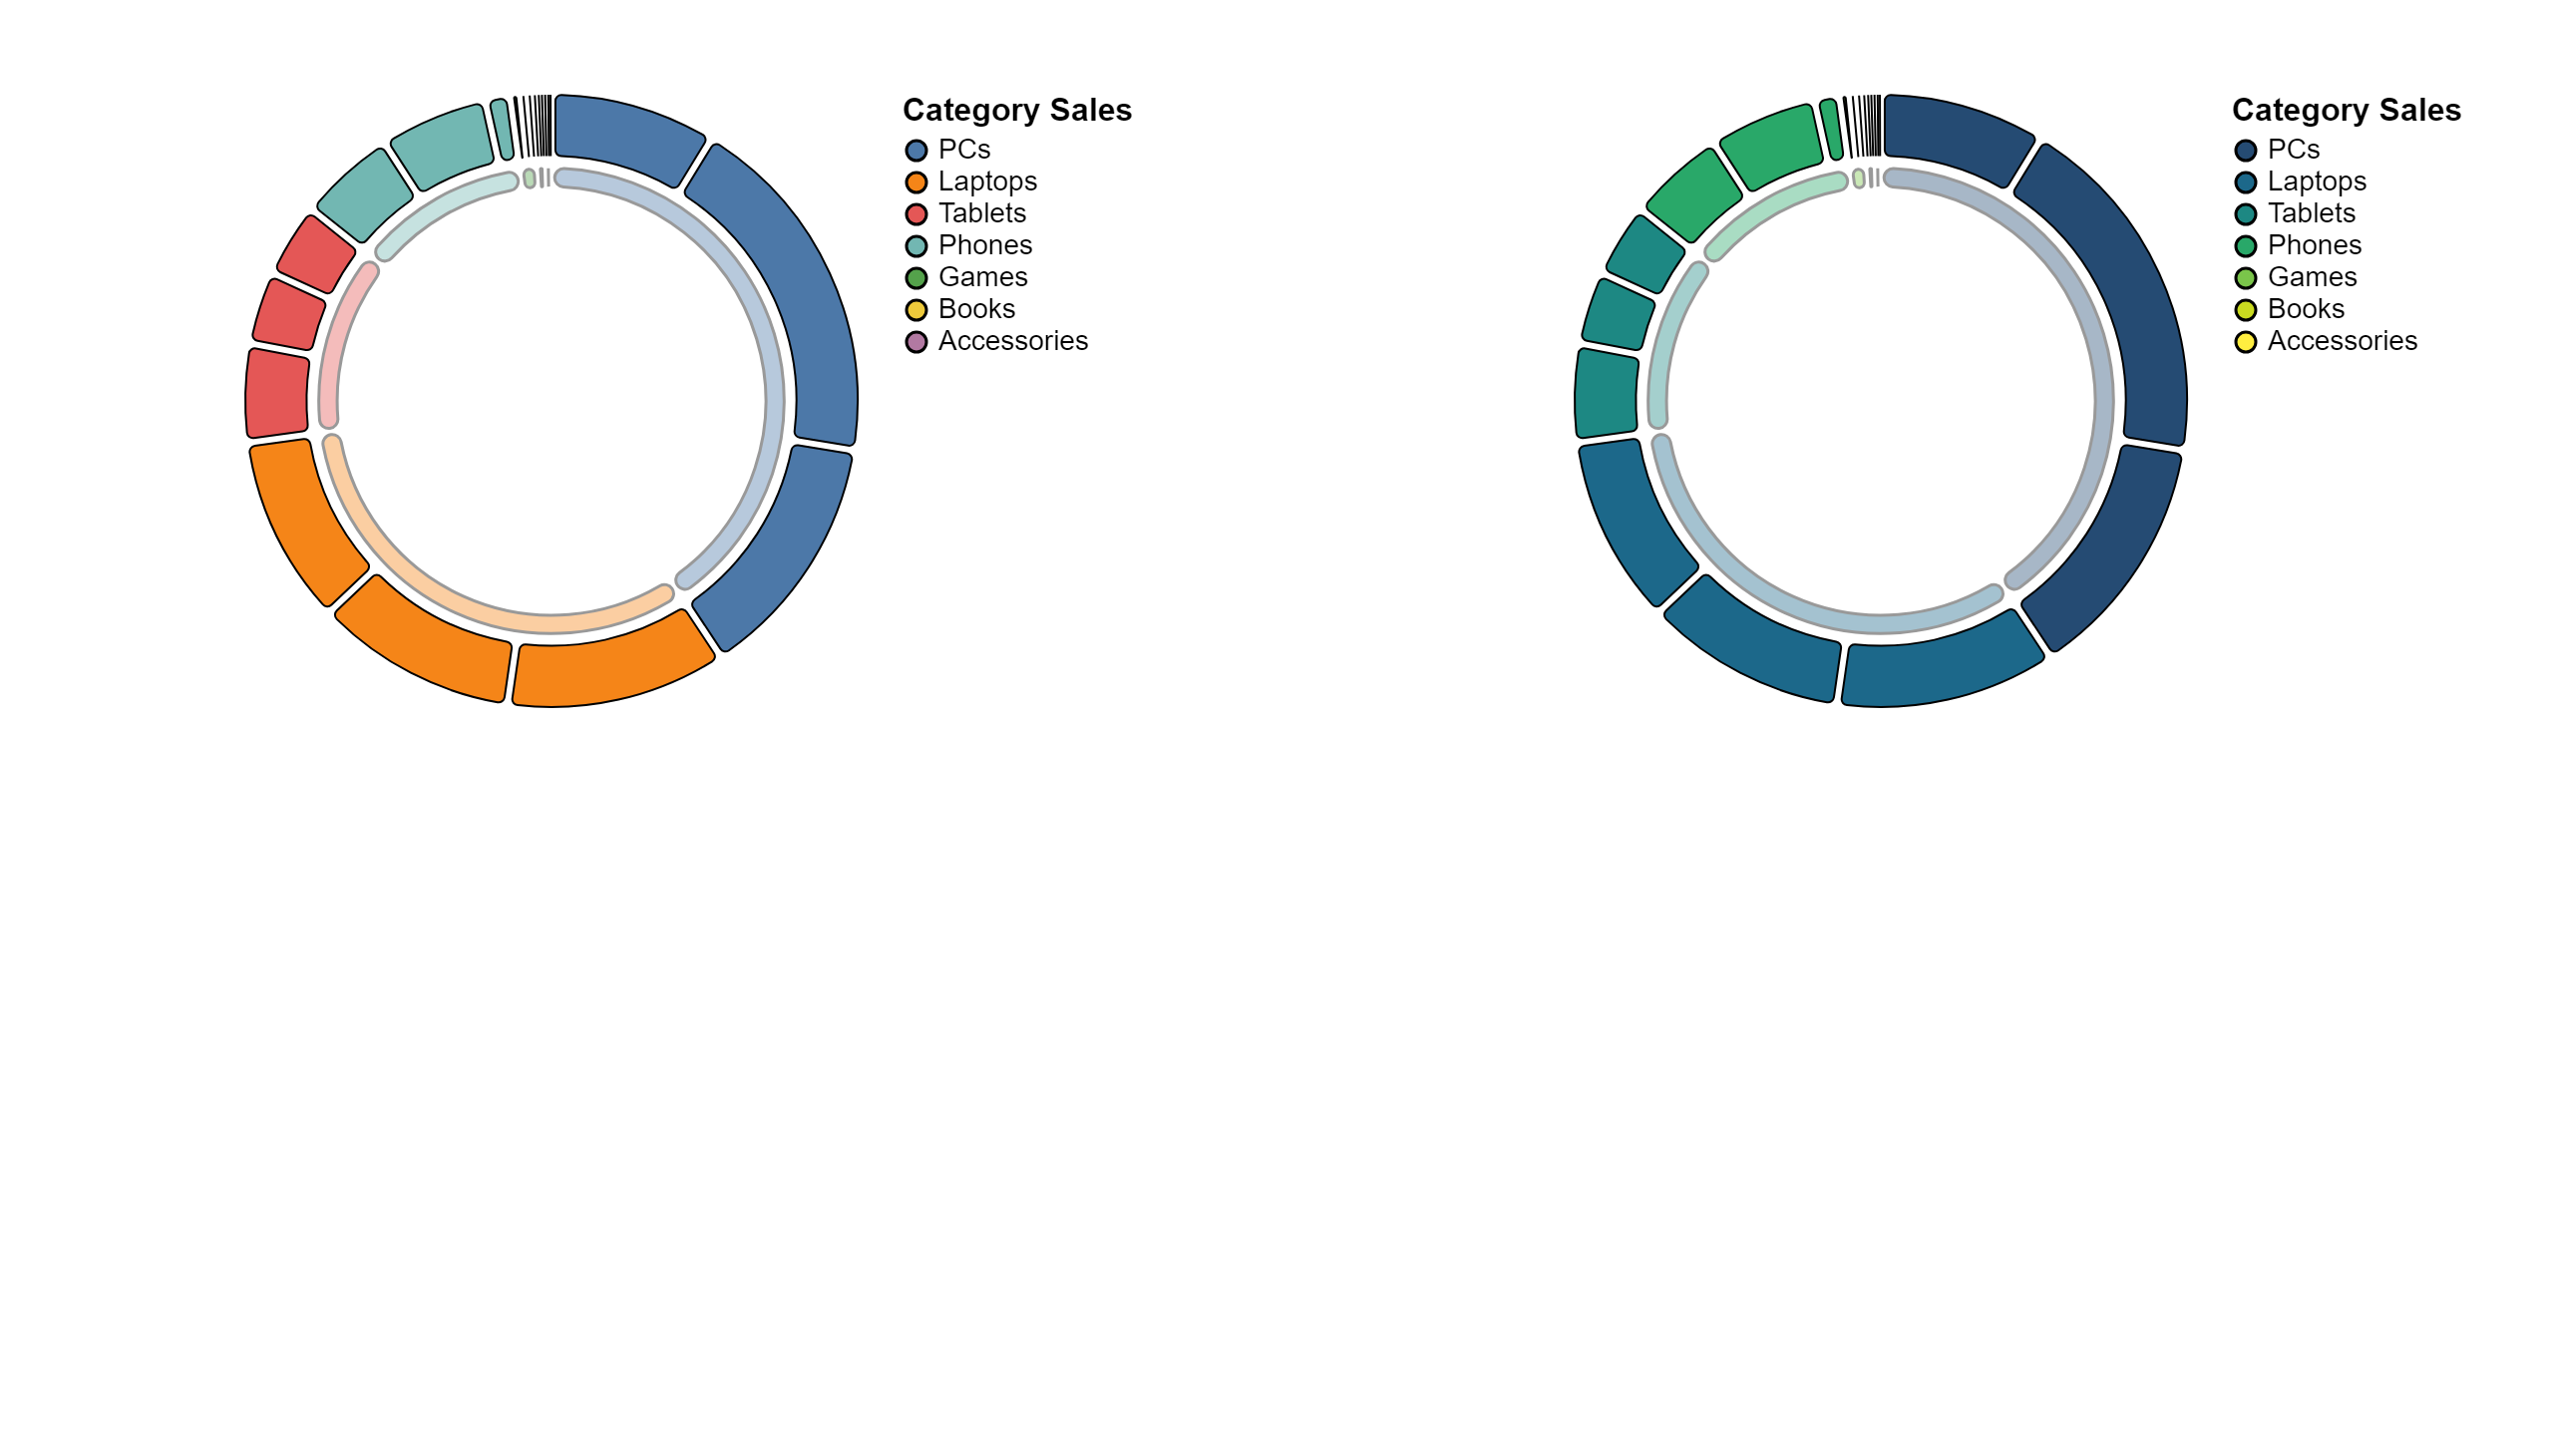 Category Sales
PCs
Laptops
Tablets
Phones
Games
Books
Accessories
Category Sales
PCs
Laptops
Tablets
Phones
Games
Books
Accessories